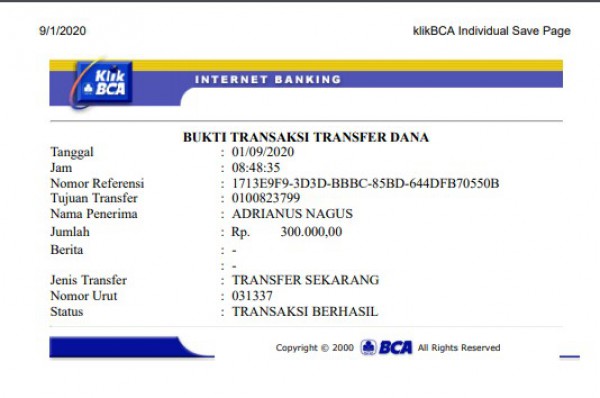 9/1/2020 klikBCA Individual Save Page
Klik BCA
INTERNET BANKING
BUKTI TRANSAKSI TRANSFER DANA
Tanggal : 01/09/2020
Jam : 08:48:35
Nomor Referensi : 1713E9F9-3D3D-BBBC-85BD-644DFB70550B
Tujuan Transfer : 0100823799
Nama Penerima : ADRIANUS NAGUS
Jumlah : Rp. 300.000,00
Berita : -
: -
Jenis Transfer : TRANSFER SEKARANG
Nomor Urut : 031337
Status : TRANSAKSI BERHASIL
Copyright © 2000 BCA All Rights Reserved